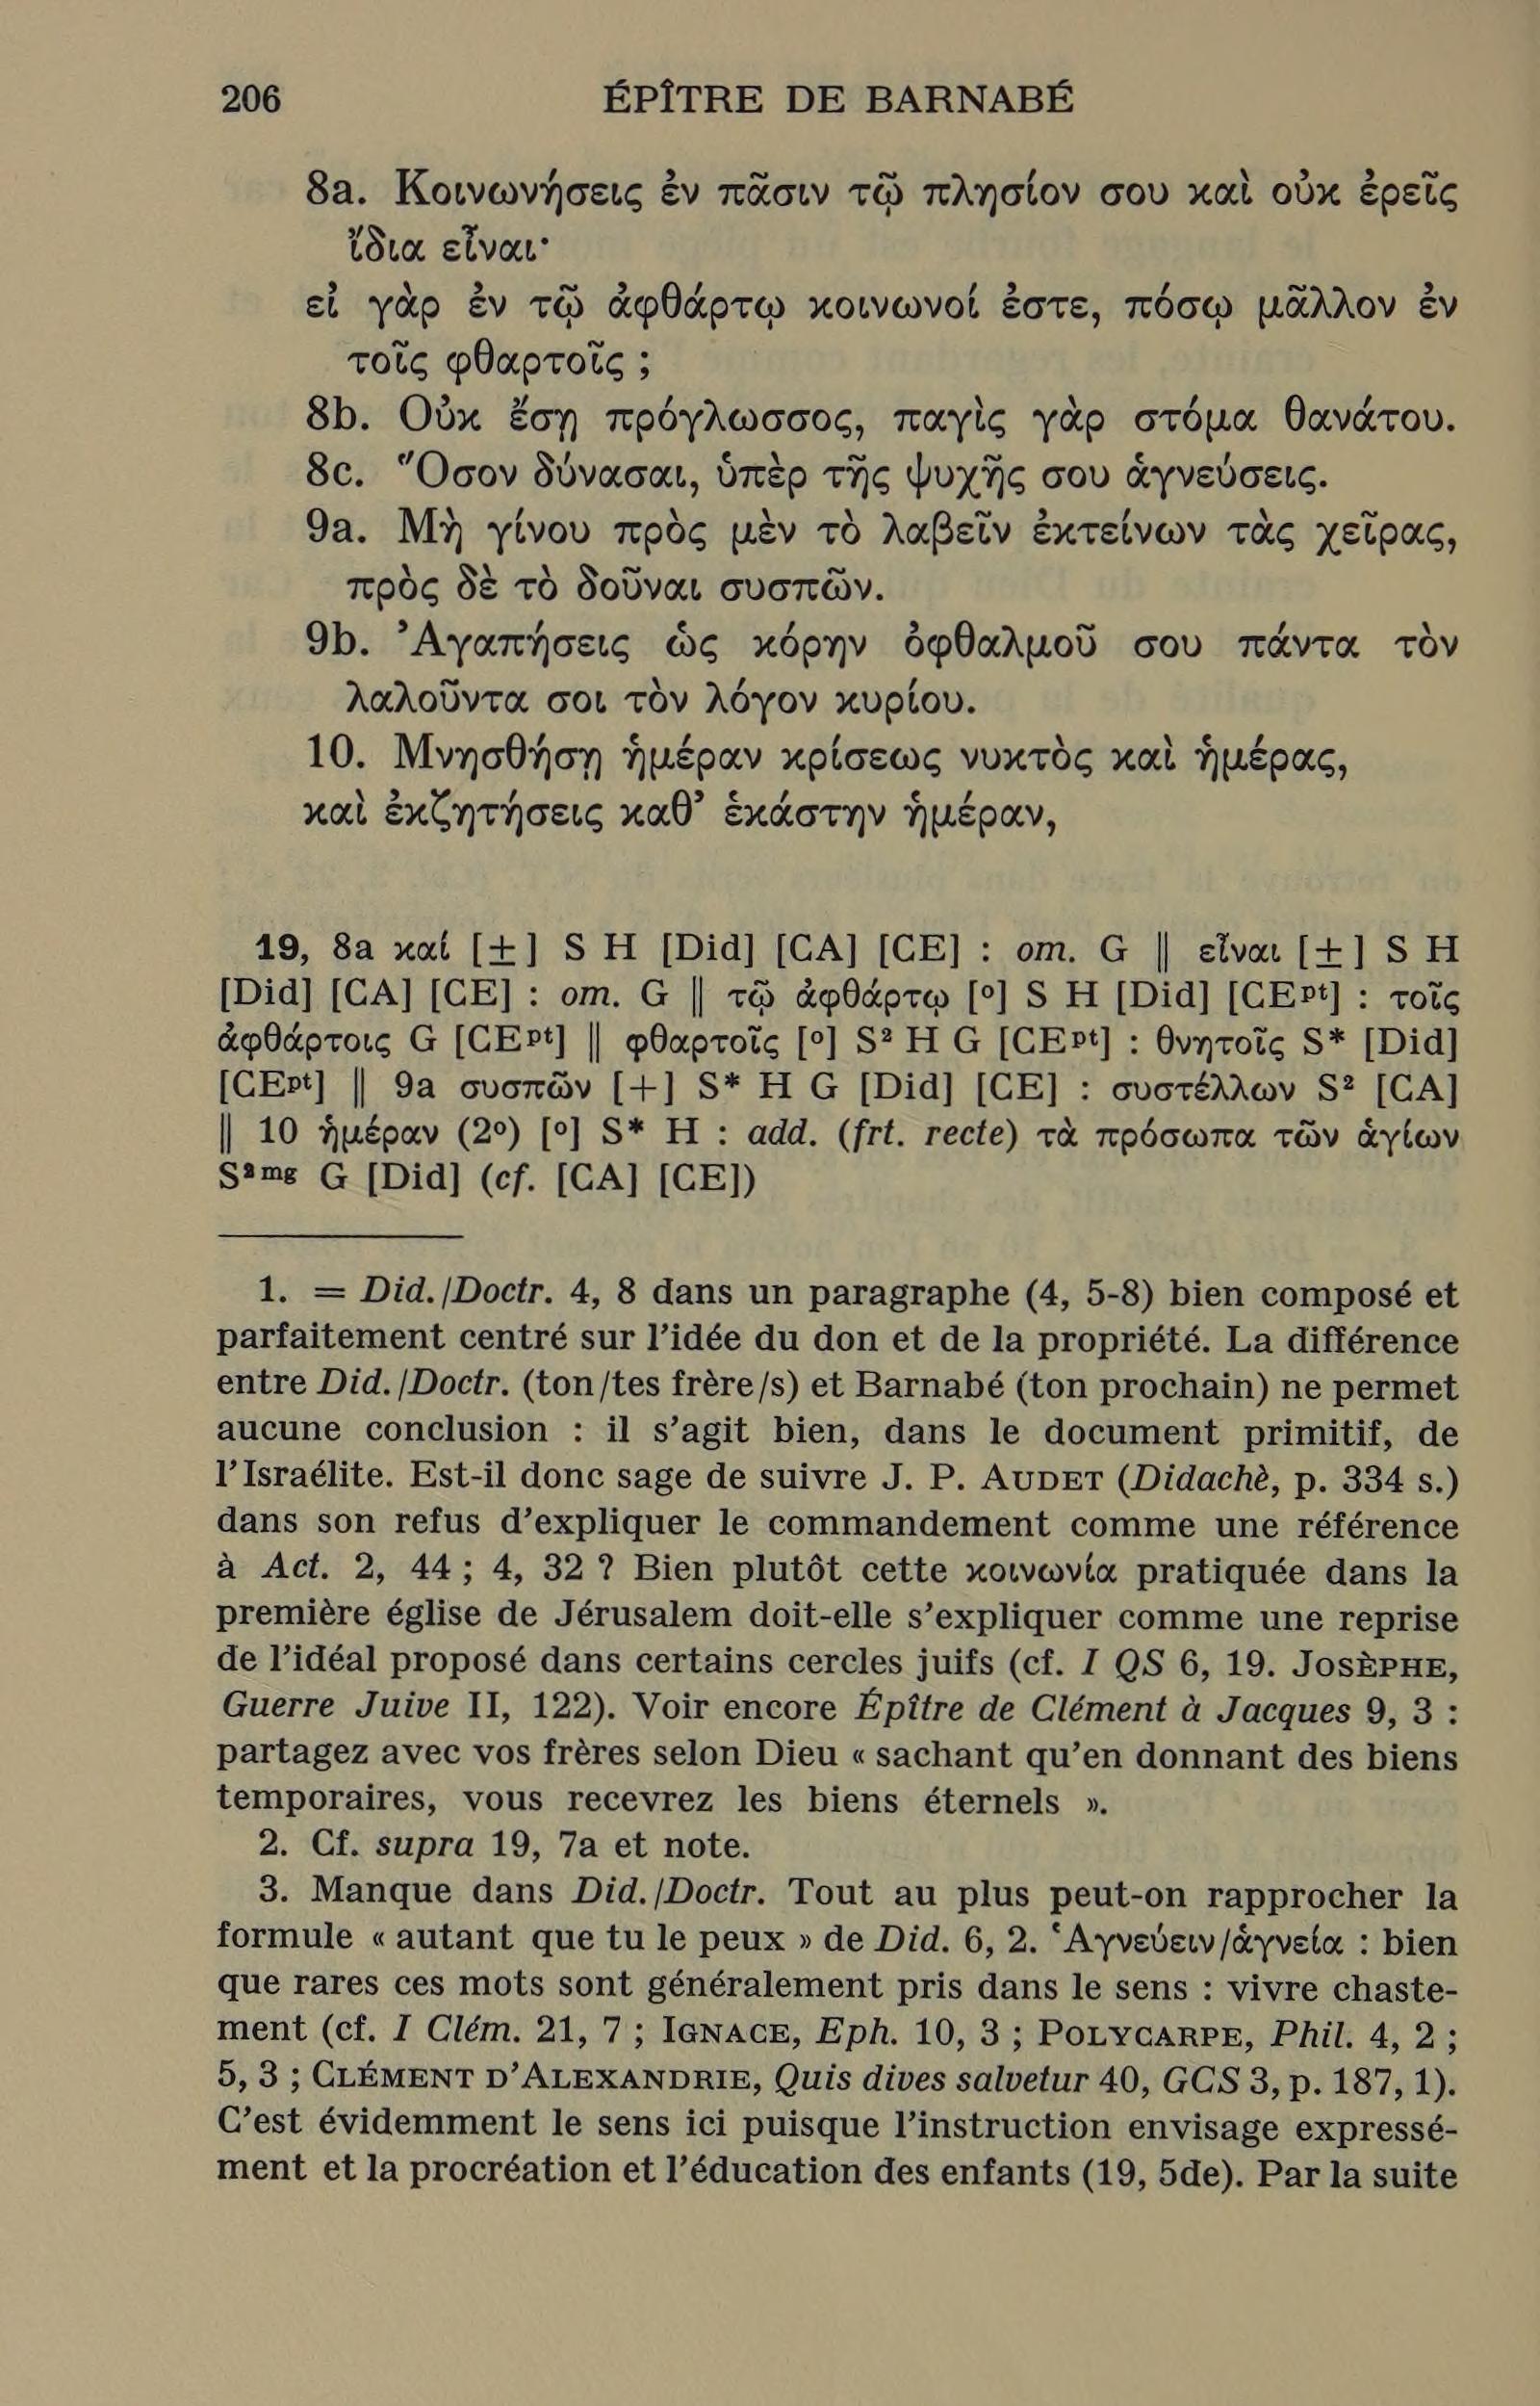 206 ÉPÎTRE DE BARNABÉ
8a. Κοινωνήσεις ἐν πᾶσιν τῷ πλησίον σου καὶ οὐκ ἐρεῖς
ἴδια εἶναι·
εἰ γὰρ ἐν τῷ ἀφθάρτῳ κοινωνοί ἐστε, πόσῳ μᾶλλον ἐν
τοῖς φθαρτοῖς ;
8b. Οὐκ ἔσῃ πρόγλωσσος, παγὶς γὰρ στόμα θανάτου.
8c. Ὅσον δύνασαι, ὑπὲρ τῆς ψυχῆς σου ἁγνεύσεις.
9a. Μὴ γίνου πρὸς μὲν τὸ λαβεῖν ἐκτείνων τὰς χεῖρας,
πρὸς δὲ τὸ δοῦναι συσπῶν.
9b. Ἀγαπήσεις ὡς κόρην ὀφθαλμοῦ σου πάντα τὸν
λαλοῦντα σοι τὸν λόγον κυρίου.
10. Μνησθήσῃ ἡμέραν κρίσεως νυκτὸς καὶ ἡμέρας,
καὶ ἐκζητήσεις καθ’ ἑκάστην ἡμέραν,
19, 8a καί [±] S H [Did] [CA] [CE] : om. G || εἶναι [±] S H
[Did] [CA] [CE] : om. G || τῷ ἀφθάρτῳ [º] S H [Did] [CEᵖᵗ] : τοῖς
ἀφθάρτοις G [CEᵖᵗ] || φθαρτοῖς [º] S² H G [CEᵖᵗ] : θνητοῖς S* [Did]
[CEᵖᵗ] || 9a συσπῶν [+] S* H G [Did] [CE] : συστέλλων S² [CA]
|| 10 ἡμέραν (2º) [º] S* H : add. (frt. recte) τὰ πρόσωπα τῶν ἁγίων
S²ᵐᵍ G [Did] (cf. [CA] [CE])
1. = Did./Doctr. 4, 8 dans un paragraphe (4, 5-8) bien composé et
parfaitement centré sur l’idée du don et de la propriété. La différence
entre Did./Doctr. (ton/tes frère/s) et Barnabé (ton prochain) ne permet
aucune conclusion : il s’agit bien, dans le document primitif, de
l’Israélite. Est-il donc sage de suivre J. P. AUDET (Didachè, p. 334 s.)
dans son refus d’expliquer le commandement comme une référence
à Act. 2, 44 ; 4, 32 ? Bien plutôt cette κοινωνία pratiquée dans la
première église de Jérusalem doit-elle s’expliquer comme une reprise
de l’idéal proposé dans certains cercles juifs (cf. I QS 6, 19. JOSÈPHE,
Guerre Juive II, 122). Voir encore Épître de Clément à Jacques 9, 3 :
partagez avec vos frères selon Dieu « sachant qu’en donnant des biens
temporaires, vous recevrez les biens éternels ».
2. Cf. supra 19, 7a et note.
3. Manque dans Did./Doctr. Tout au plus peut-on rapprocher la
formule « autant que tu le peux » de Did. 6, 2. Ἁγνεύειν/ἁγνεία : bien
que rares ces mots sont généralement pris dans le sens : vivre chaste-
ment (cf. I Clém. 21, 7 ; IGNACE, Eph. 10, 3 ; POLYCARPE, Phil. 4, 2 ;
5, 3 ; CLÉMENT D’ALEXANDRIE, Quis dives salvetur 40, GCS 3, p. 187, 1).
C’est évidemment le sens ici puisque l’instruction envisage expressé-
ment et la procréation et l’éducation des enfants (19, 5de). Par la suite